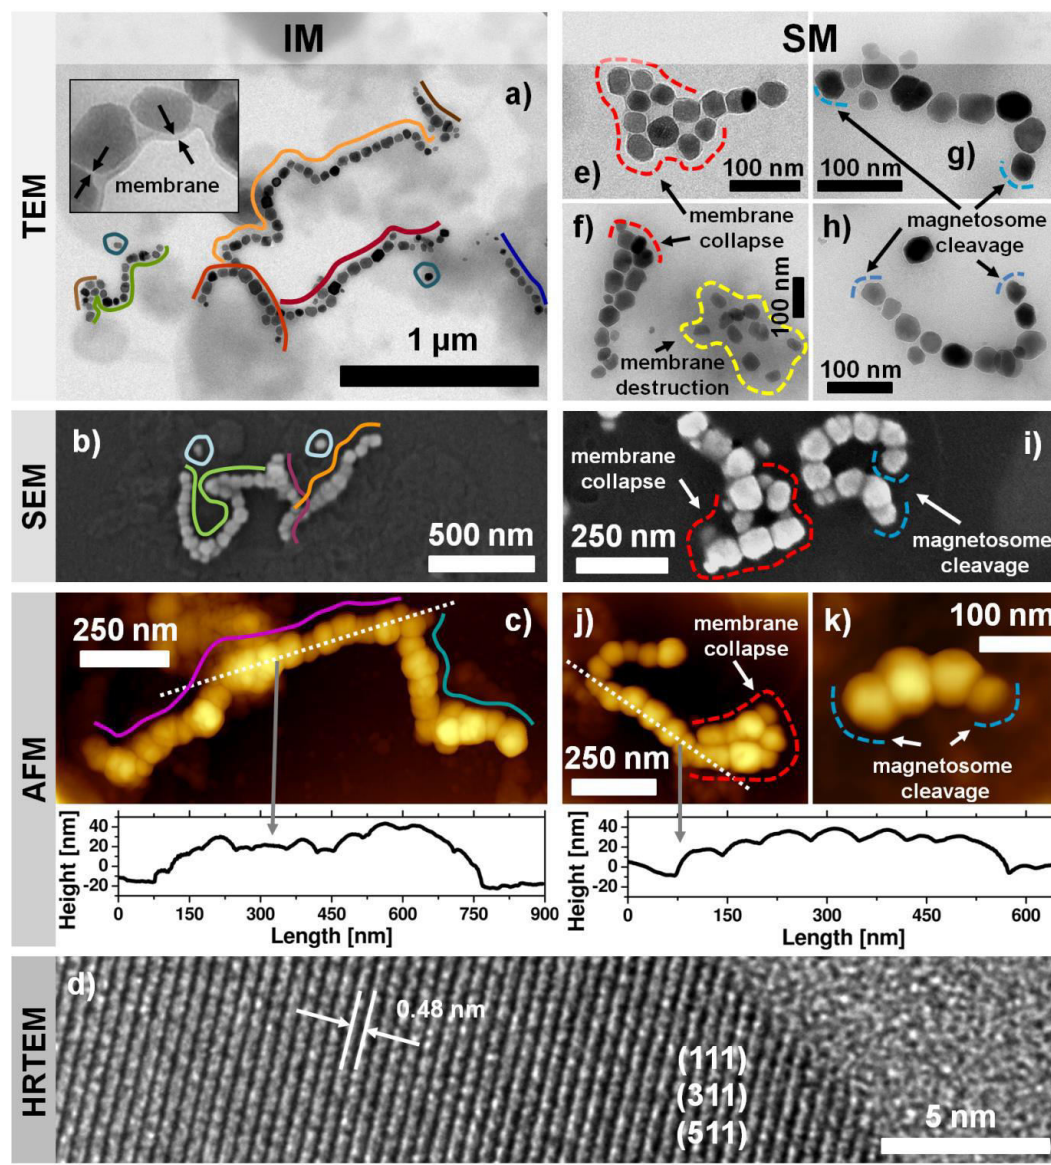 IM
SM
TEM
a)
membrane
1 µm
e)
100 nm
g)
100 nm
membrane
collapse
magnetosome
cleavage
f)
100 nm
membrane
destruction
h)
100 nm
SEM
b)
500 nm
membrane
collapse
i)
250 nm
magnetosome
cleavage
AFM
250 nm
c)
j)
membrane
collapse
250 nm
k)
100 nm
magnetosome
cleavage
Height [nm]
40
20
0
-20
0 150 300 450 600 750 900
Length [nm]
Height [nm]
40
20
0
-20
0 150 300 450 600
Length [nm]
HRTEM
d)
0.48 nm
(111)
(311)
(511)
5 nm